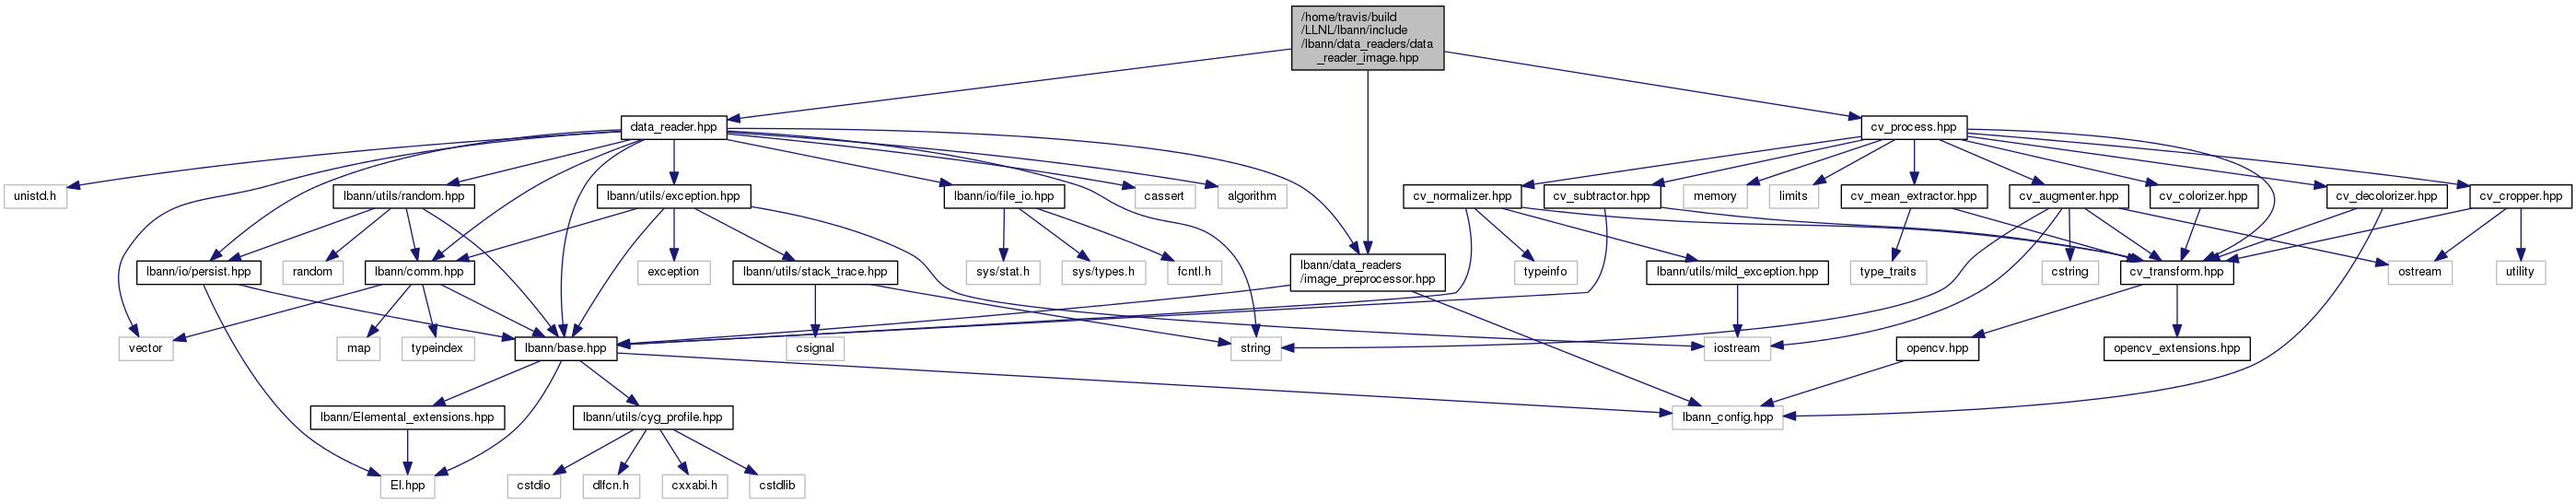 /home/travis/build
/LLNL/lbann/include
/lbann/data_readers/data
_reader_image.hpp
data_reader.hpp
cv_process.hpp
unistd.h
lbann/utils/random.hpp
lbann/utils/exception.hpp
lbann/io/file_io.hpp
cassert
algorithm
cv_normalizer.hpp
cv_subtractor.hpp
memory
limits
cv_mean_extractor.hpp
cv_augmenter.hpp
cv_colorizer.hpp
cv_decolorizer.hpp
cv_cropper.hpp
lbann/io/persist.hpp
random
lbann/comm.hpp
exception
lbann/utils/stack_trace.hpp
sys/stat.h
sys/types.h
fcntl.h
lbann/data_readers
/image_preprocessor.hpp
typeinfo
lbann/utils/mild_exception.hpp
type_traits
cstring
cv_transform.hpp
ostream
utility
vector
map
typeindex
lbann/base.hpp
csignal
string
iostream
opencv.hpp
opencv_extensions.hpp
lbann/Elemental_extensions.hpp
lbann/utils/cyg_profile.hpp
lbann_config.hpp
El.hpp
cstdio
dlfcn.h
cxxabi.h
cstdlib